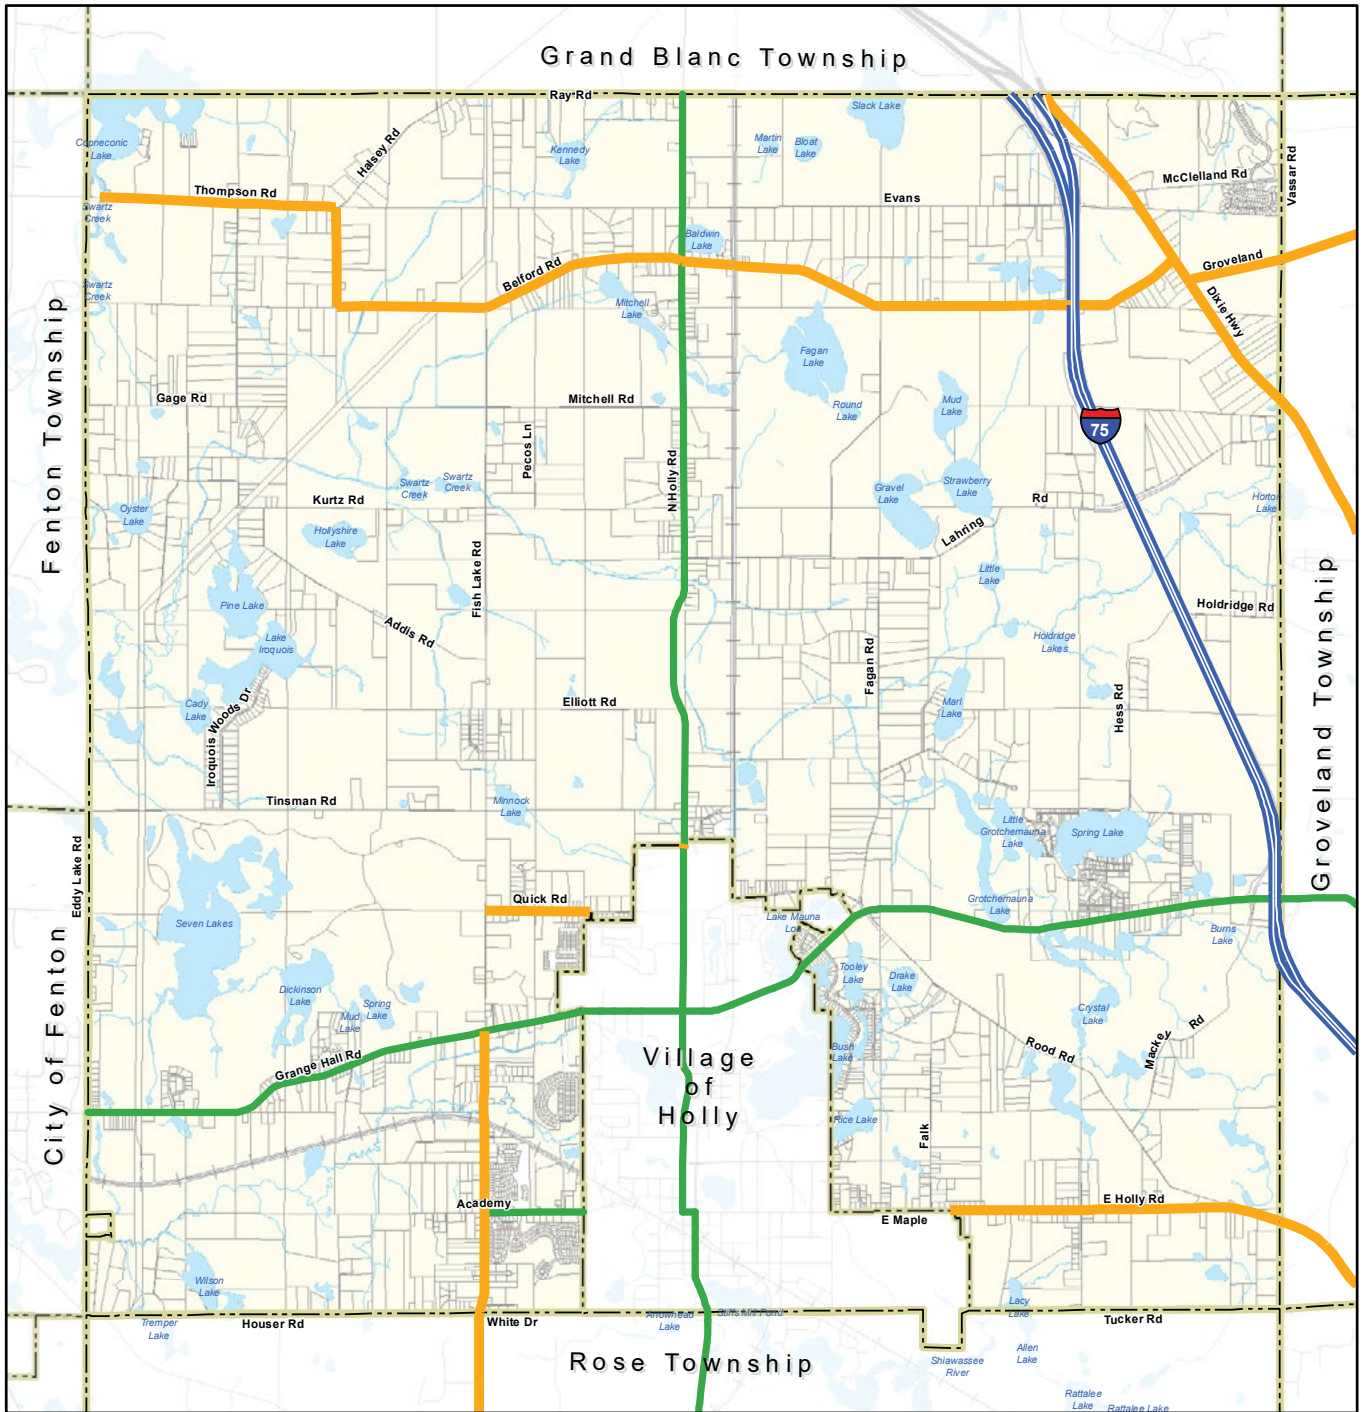 Grand Blanc Township
Ray Rd
Slack Lake
Halsey Rd
Kennedy
Lake
Martin
Lake
Bloat
Lake
Cooneconic
Lake
Vassar Rd
McClelland Rd
Thompson Rd
Evans
Swartz
Creek
Baldwin
Lake
Groveland
Belford Rd
Swartz
Creek
Mitchell
Lake
Dixie Hwy
Fenton Township
Fagan
Lake
Gage Rd
Mitchell Rd
Round
Lake
Mud
Lake
75
Pecos Ln
N Holly Rd
Swartz
Creek
Swartz
Creek
Kurtz Rd
Gravel
Lake
Strawberry
Lake
Rd
Horton
Lake
Oyster
Lake
Hollyshire
Lake
Lahring
Fish Lake Rd
Little
Lake
Pine Lake
Holdridge Rd
Addis Rd
Lake
Iroquois
Holdridge
Lakes
Fagan Rd
Groveland Township
Cady
Lake
Iroquois Woods Dr
Elliott Rd
Marl
Lake
Hess Rd
Tinsman Rd
Minnock
Lake
Little
Grotchemauna
Lake
Spring Lake
Eddy Lake Rd
Quick Rd
Grotchemauna
Lake
Seven Lakes
Lake Mauna
Loa
Burns
Lake
City of Fenton
Tooley
Lake
Drake
Lake
Dickinson
Lake
Spring
Lake
Mud
Lake
Crystal
Lake
Mackey
Rd
Grange Hall Rd
Village
of
Holly
Bush
Lake
Rood Rd
Rice Lake
Falk
Academy
E Holly Rd
E Maple
Wilson
Lake
Lacy
Lake
Tremper
Lake
Houser Rd
White Dr
Arrowhead
Lake
Stiffs Mill Pond
Tucker Rd
Rose Township
Shiawassee
River
Allen
Lake
Rattalee
Lake
Rattalee Lake